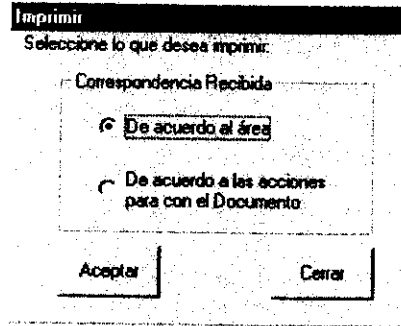 Imprimir
Seleccione lo que desea imprimir:
Correspondencia Recibida
De acuerdo al área
De acuerdo a las acciones
para con el Documento
Aceptar
Cerrar